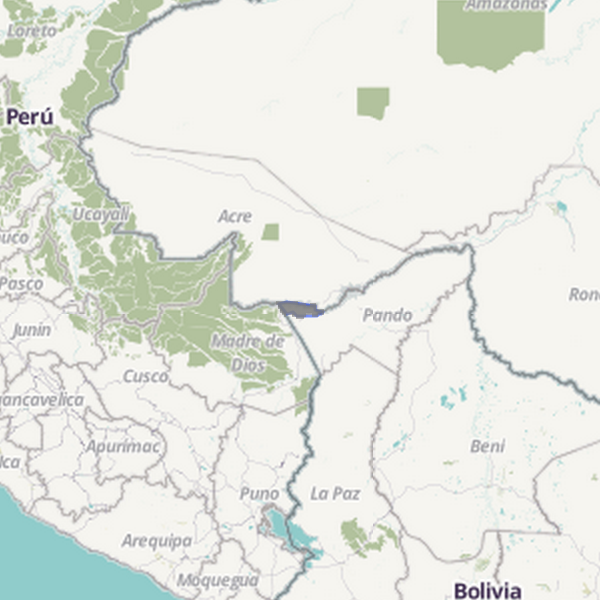 Amazonas
Loreto
Perú
Ucayali
Acre
uco
Pasco
Ron
Pando
Junín
Madre de
Dios
Cusco
uancavelica
Apurímac
Beni
ica
Puno
La Paz
Arequipa
Moquegua
Bolivia